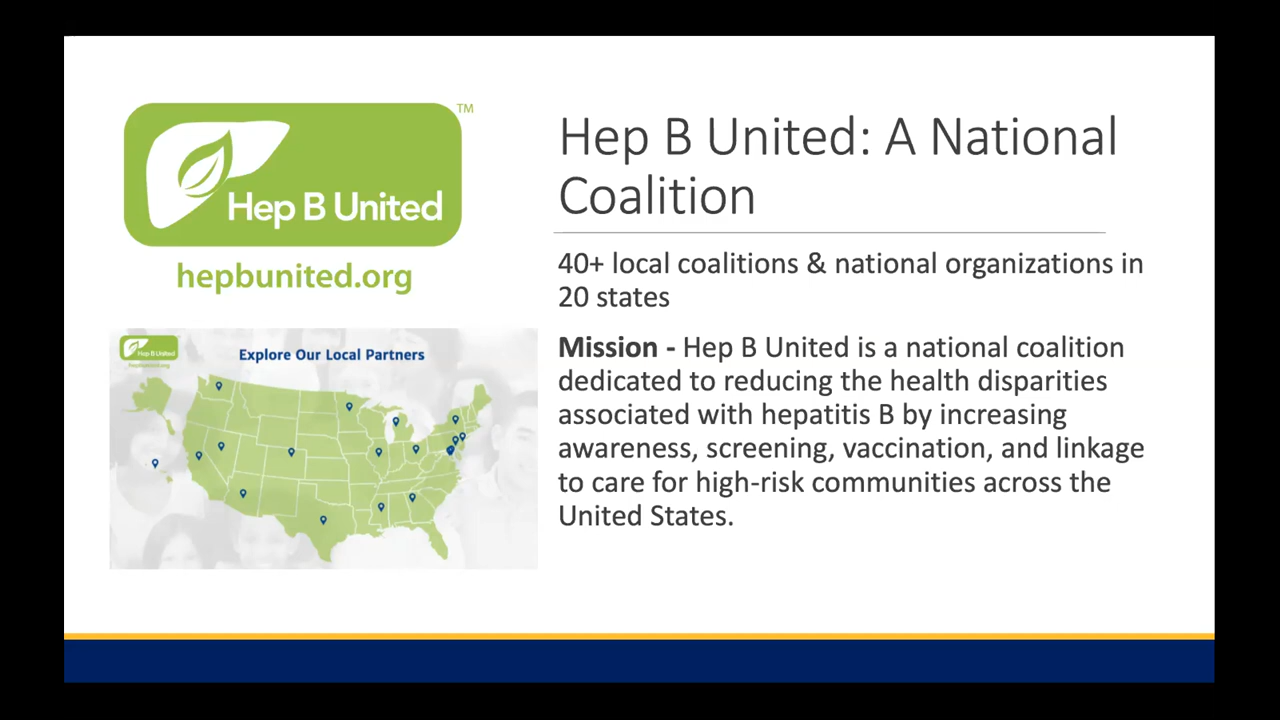 Hep B United
TM
hepbunited.org
Hep B United: A National
Coalition
40+ local coalitions & national organizations in
20 states
Mission - Hep B United is a national coalition
dedicated to reducing the health disparities
associated with hepatitis B by increasing
awareness, screening, vaccination, and linkage
to care for high-risk communities across the
United States.
Hep B United
hepbunited.org
Explore Our Local Partners